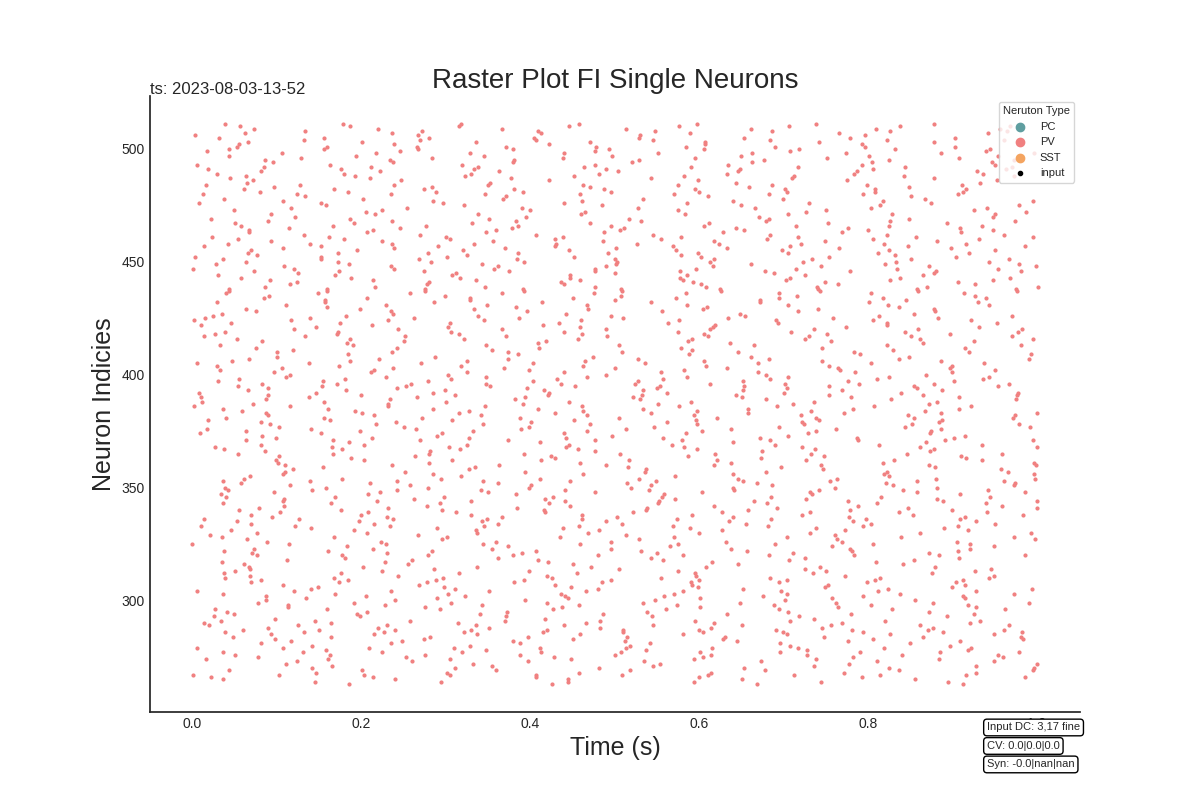 Raster Plot FI Single Neurons
ts: 2023-08-03-13-52
Neruton Type
PC
PV
SST
input
Neuron Indicies
500
450
400
350
300
0.0 0.2 0.4 0.6 0.8
Time (s)
Input DC: 3,17 fine
CV: 0.0|0.0|0.0
Syn: -0.0|nan|nan